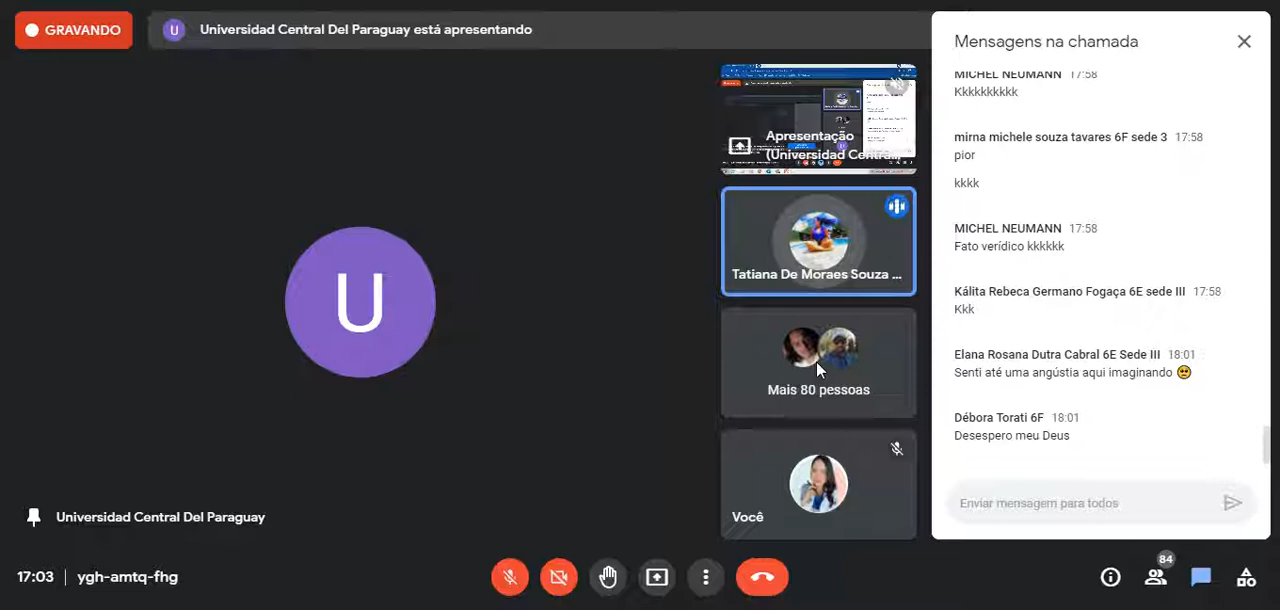 GRAVANDO
U
Universidad Central Del Paraguay está apresentando
Apresentação
(Universidad Centra...
Tatiana De Moraes Souza ...
Mais 80 pessoas
Você
U
Universidad Central Del Paraguay
17:03 | ygh-amtq-fhg
84
Mensagens na chamada
MICHEL NEUMANN 17:58
Kkkkkkkkkk
mirna michele souza tavares 6F sede 3 17:58
pior
kkkk
MICHEL NEUMANN 17:58
Fato verídico kkkkkk
Kálita Rebeca Germano Fogaça 6E sede III 17:58
Kkk
Elana Rosana Dutra Cabral 6E Sede III 18:01
Senti até uma angústia aqui imaginando 😢
Débora Torati 6F 18:01
Desespero meu Deus
Enviar mensagem para todos